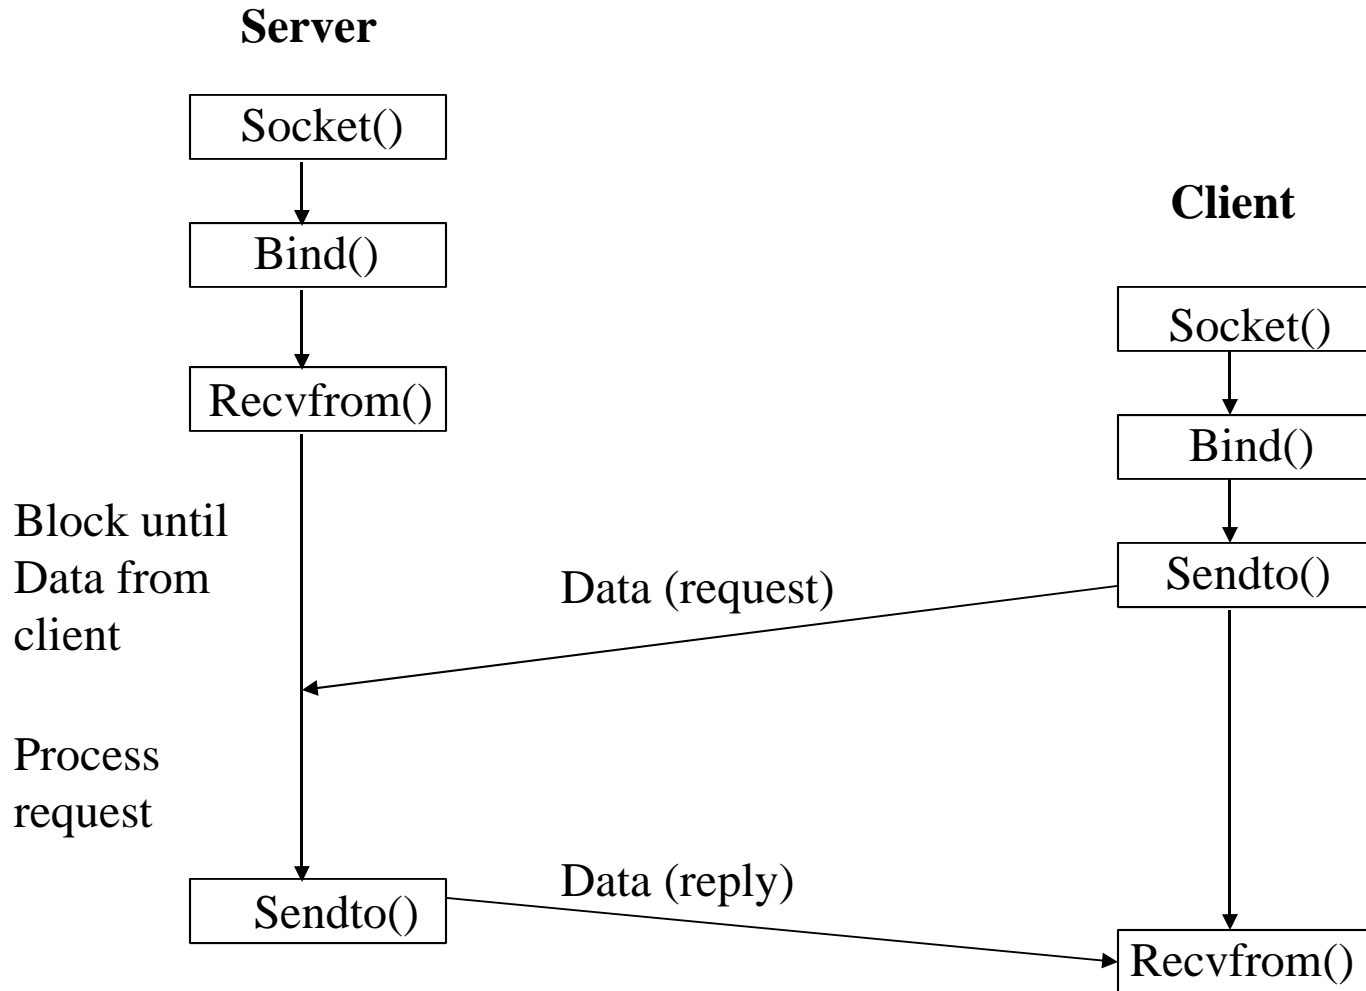 Server
Socket()
Bind()
Recvfrom()
Block until
Data from
client
Process
request
Sendto()
Data (request)
Data (reply)
Client
Socket()
Bind()
Sendto()
Recvfrom()